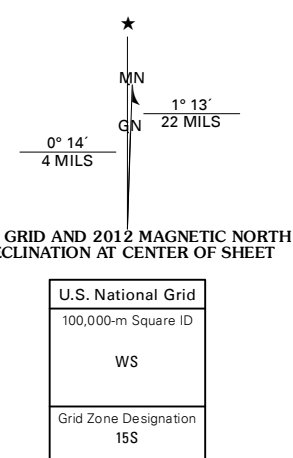 ★
MN
1° 13´
GN
22 MILS
0° 14´
4 MILS
GRID AND 2012 MAGNETIC NORTH
ECLINATION AT CENTER OF SHEET
U.S. National Grid
100,000-m Square ID
WS
Grid Zone Designation
15S